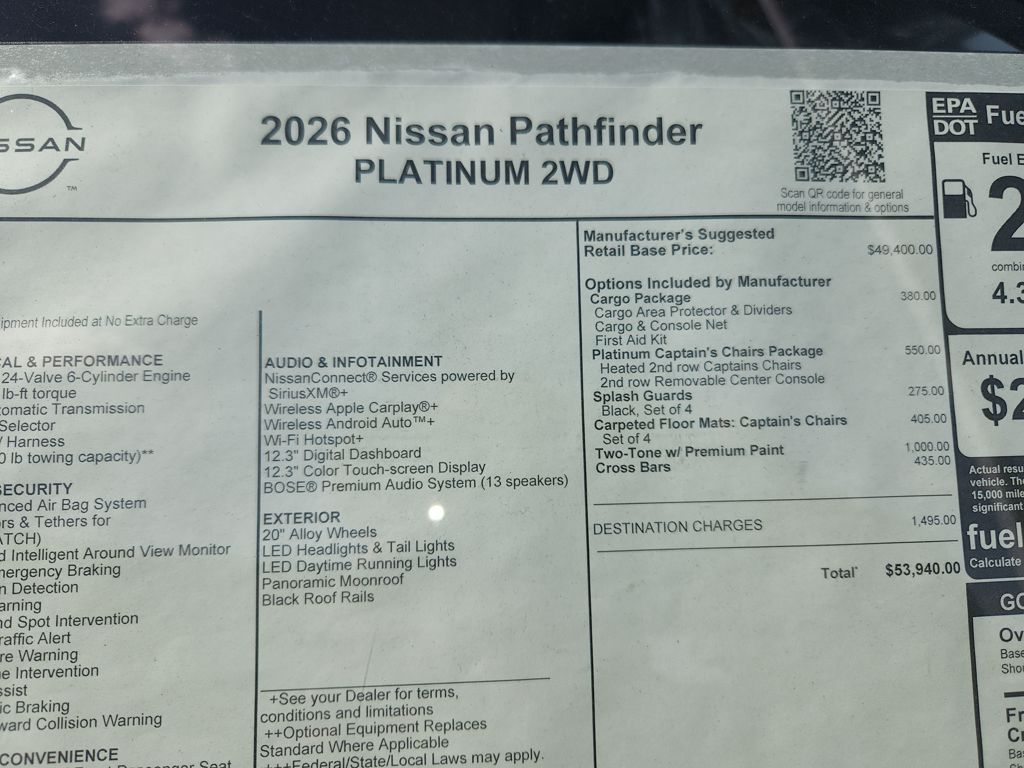 2026 Nissan Pathfinder
PLATINUM 2WD
SSAN
TM
Scan QR code for general
model information & options
EPA
DOT
Fue
Fuel E
2
combin
4.3
Annual
$2
Actual resu
vehicle. The
15,000 mile
significant
fuel
Calculate
GO
Ov
Base
Shou
Fr
Cr
Ba
ipment Included at No Extra Charge
CAL & PERFORMANCE
24-Valve 6-Cylinder Engine
lb-ft torque
tomatic Transmission
Selector
/ Harness
0 lb towing capacity)**
SECURITY
nced Air Bag System
rs & Tethers for
ATCH)
d Intelligent Around View Monitor
mergency Braking
n Detection
arning
nd Spot Intervention
raffic Alert
re Warning
e Intervention
ssist
ic Braking
ward Collision Warning
CONVENIENCE
Passenger Seat
AUDIO & INFOTAINMENT
NissanConnect® Services powered by
SiriusXM®+
Wireless Apple Carplay®+
Wireless Android Auto™+
Wi-Fi Hotspot+
12.3" Digital Dashboard
12.3" Color Touch-screen Display
BOSE® Premium Audio System (13 speakers)
EXTERIOR
20" Alloy Wheels
LED Headlights & Tail Lights
LED Daytime Running Lights
Panoramic Moonroof
Black Roof Rails
+See your Dealer for terms,
conditions and limitations
++Optional Equipment Replaces
Standard Where Applicable
+++Federal/State/Local Laws may apply.
Manufacturer's Suggested
Retail Base Price: $49,400.00
Options Included by Manufacturer
Cargo Package 380.00
Cargo Area Protector & Dividers
Cargo & Console Net
First Aid Kit
Platinum Captain's Chairs Package 550.00
Heated 2nd row Captains Chairs
2nd row Removable Center Console
Splash Guards 275.00
Black, Set of 4
Carpeted Floor Mats: Captain's Chairs 405.00
Set of 4
Two-Tone w/ Premium Paint 1,000.00
Cross Bars 435.00
DESTINATION CHARGES 1,495.00
Total* $53,940.00